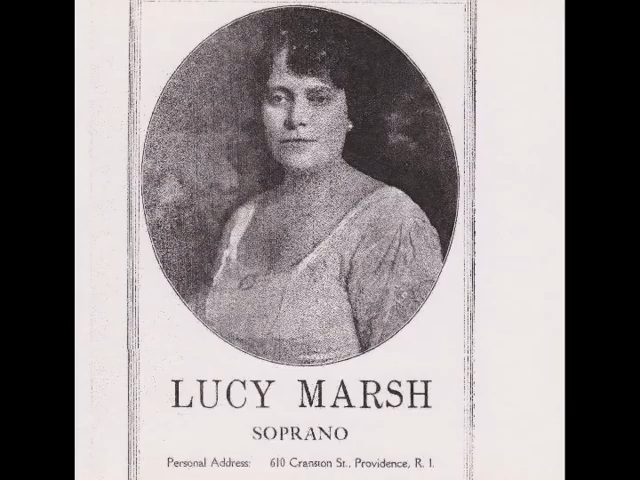 LUCY MARSH
SOPRANO
Personal Address: 610 Cranston St., Providence, R. I.